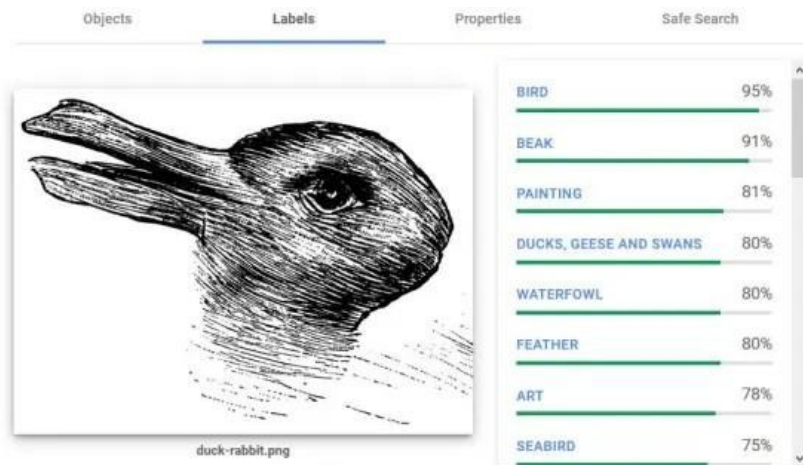 Objects Labels Properties Safe Search
BIRD 95%
BEAK 91%
PAINTING 81%
DUCKS, GEESE AND SWANS 80%
WATERFOWL 80%
FEATHER 80%
ART 78%
SEABIRD 75%
duck-rabbit.png